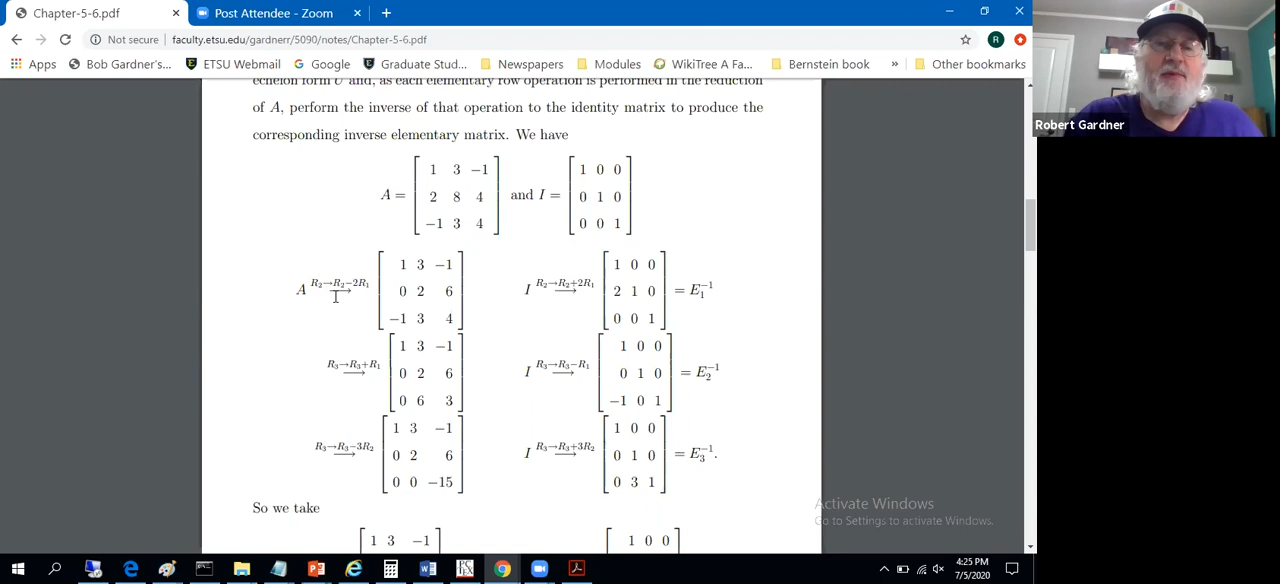 Chapter-5-6.pdf × Post Attendee - Zoom × +
Not secure | faculty.etsu.edu/gardnerr/5090/notes/Chapter-5-6.pdf R
Apps Bob Gardner's... ETSU Webmail Google Graduate Stud... Newspapers Modules WikiTree A Fa... Bernstein book » Other bookmarks
echelon form U and, as each elementary row operation is performed in the reduction
of A, perform the inverse of that operation to the identity matrix to produce the
corresponding inverse elementary matrix. We have
1 3 −1 1 0 0
A = 2 8 4 and I = 0 1 0
−1 3 4 0 0 1
1 3 −1 1 0 0
A R₂→R₂−2R₁ 0 2 6 I R₂→R₂+2R₁ 2 1 0 = E₁⁻¹
−1 3 4 0 0 1
1 3 −1 1 0 0
R₃→R₃+R₁ 0 2 6 I R₃→R₃−R₁ 0 1 0 = E₂⁻¹
0 6 3 −1 0 1
1 3 −1 1 0 0
R₃→R₃−3R₂ 0 2 6 I R₃→R₃+3R₂ 0 1 0 = E₃⁻¹.
0 0 −15 0 3 1
So we take
1 3 −1 1 0 0
Robert Gardner
Activate Windows
Go to Settings to activate Windows.
4:25 PM
7/5/2020